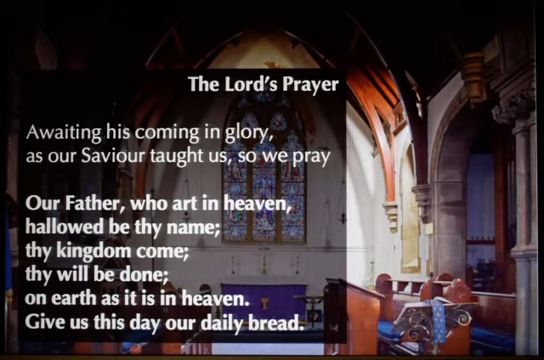 The Lord's Prayer
Awaiting his coming in glory,
as our Saviour taught us, so we pray
Our Father, who art in heaven,
hallowed be thy name;
thy kingdom come;
thy will be done;
on earth as it is in heaven.
Give us this day our daily bread.